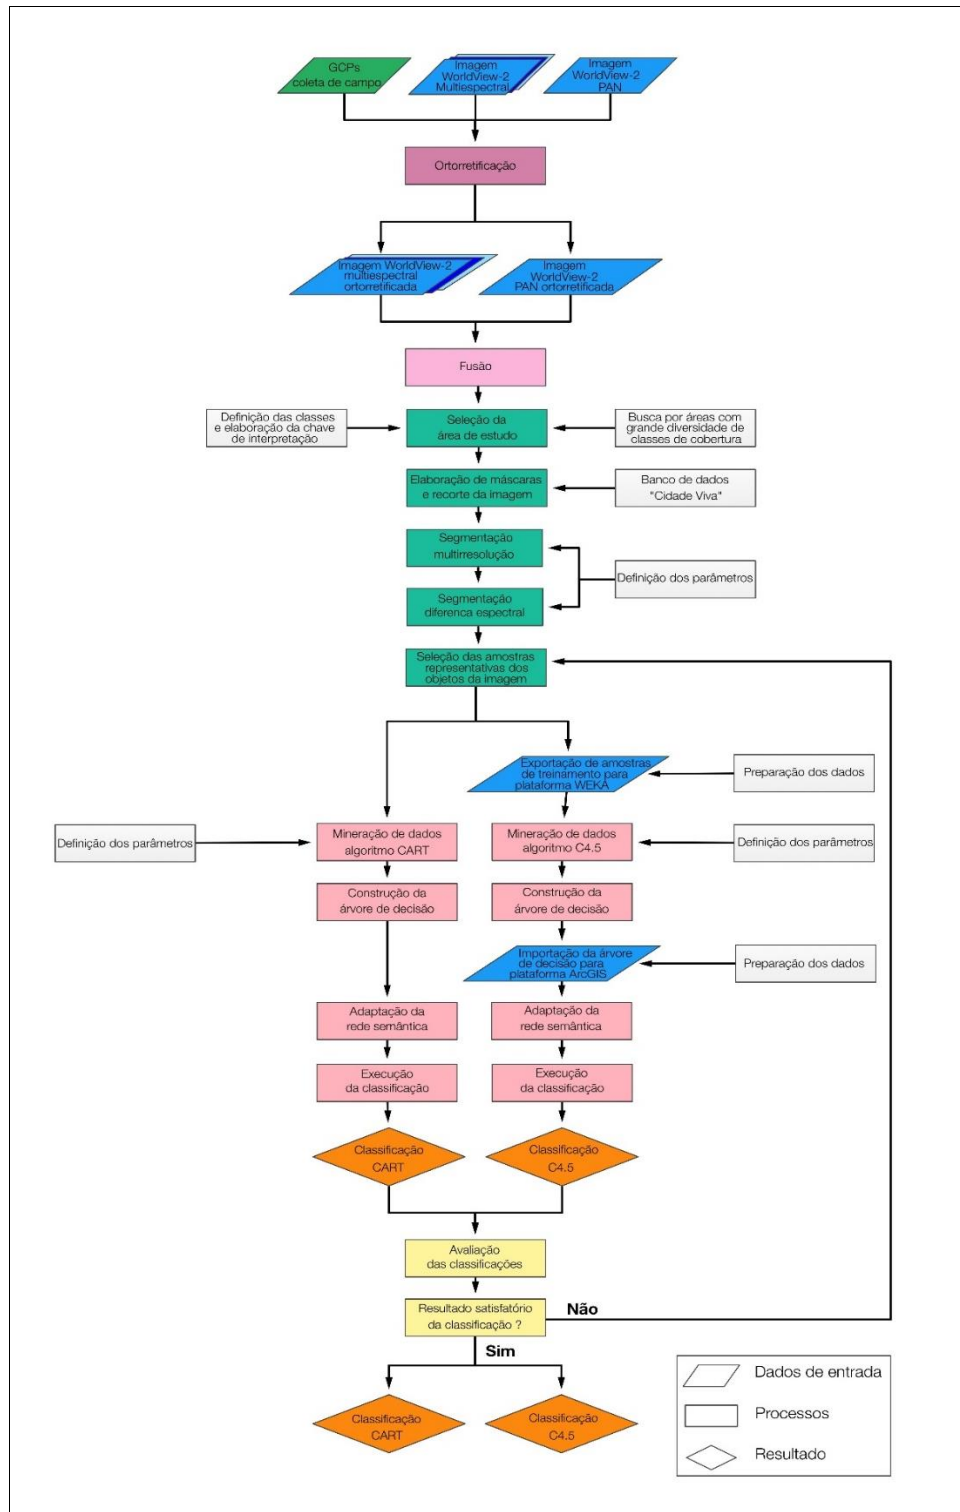 GCPs
coleta de campo
Imagem
WorldView-2
Multiespectral
Imagem
WorldView-2
PAN
Ortorretificação
Imagem WorldView-2
multiespectral
ortorretificada
Imagem
WorldView-2
PAN ortorretificada
Fusão
Definição das classes
e elaboração da chave
de interpretação
Seleção da
área de estudo
Busca por áreas com
grande diversidade de
classes de cobertura
Elaboração de máscaras
e recorte da imagem
Banco de dados
"Cidade Viva"
Segmentação
multirresolução
Definição dos parâmetros
Segmentação
diferenca espectral
Seleção das amostras
representativas dos
objetos da imagem
Exportação de amostras
de treinamento para
plataforma WEKA
Preparação dos dados
Definição dos parâmetros
Mineração de dados
algoritmo CART
Mineração de dados
algoritmo C4.5
Definição dos parâmetros
Construção da
árvore de decisão
Construção da
árvore de decisão
Importação da árvore
de decisão para
plataforma ArcGIS
Preparação dos dados
Adaptação da
rede semântica
Adaptação da
rede semântica
Execução
da classificação
Execução
da classificação
Classificação
CART
Classificação
C4.5
Avaliação
das classificações
Resultado satisfatório
da classificação ?
Não
Sim
Classificação
CART
Classificação
C4.5
Dados de entrada
Processos
Resultado